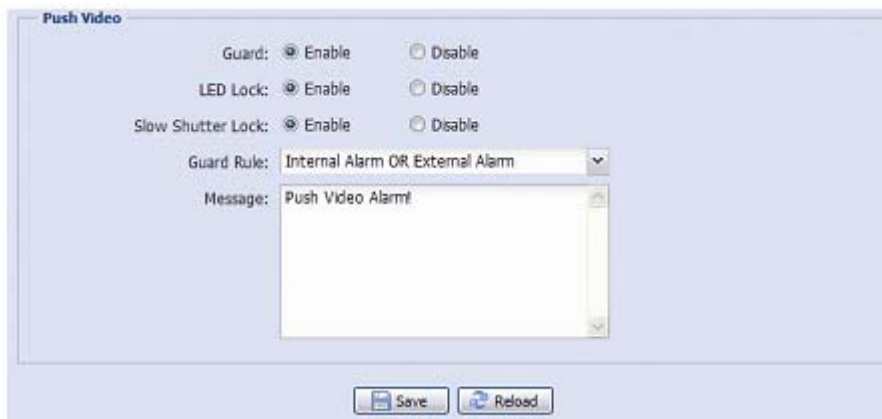 Push Video
Guard: Enable Disable
LED Lock: Enable Disable
Slow Shutter Lock: Enable Disable
Guard Rule: Internal Alarm OR External Alarm
Message: Push Video Alarm!
Save Reload